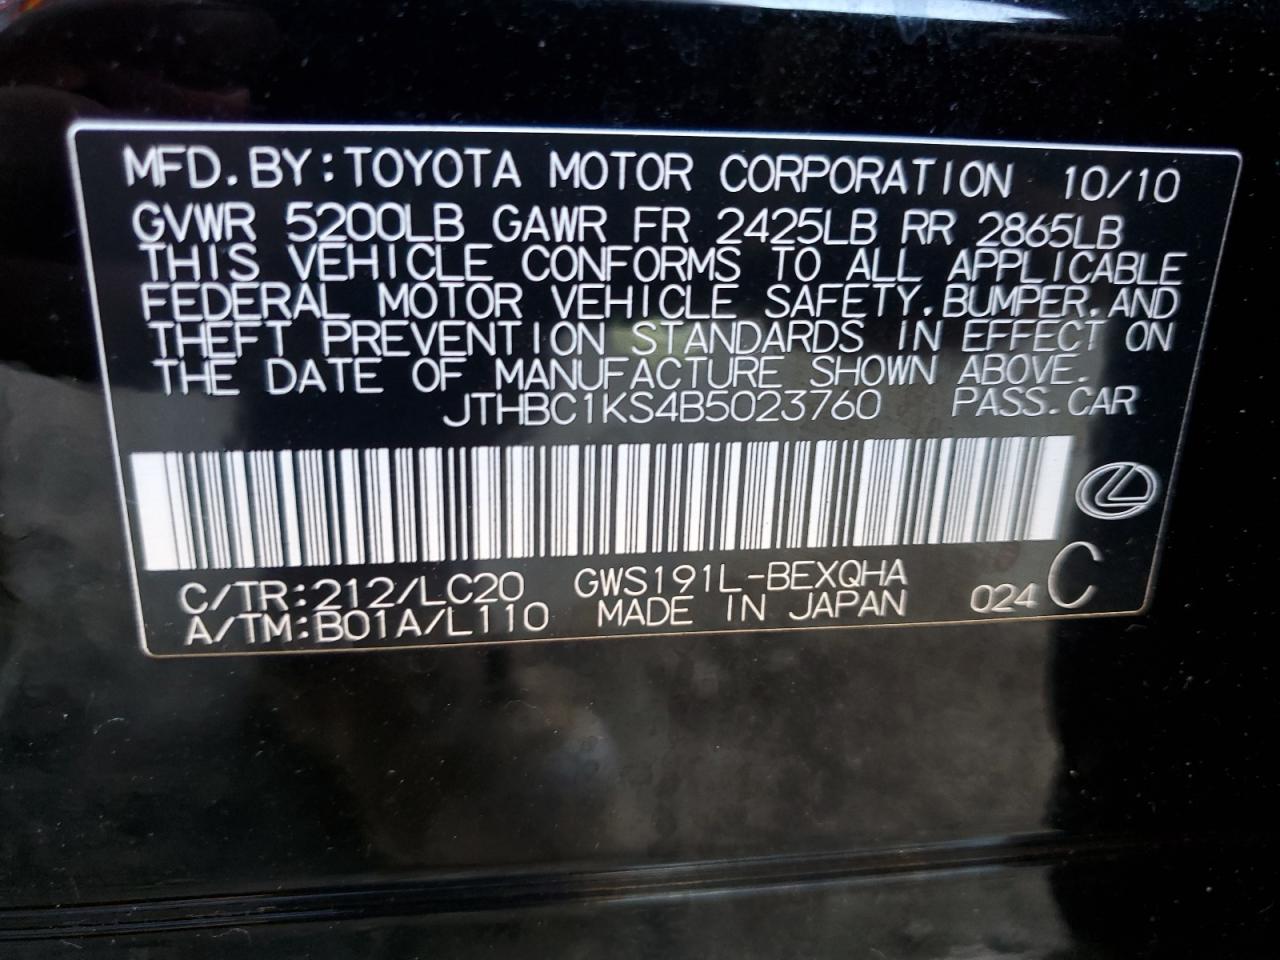 MFD.BY:TOYOTA MOTOR CORPORATION 10/10
GVWR 5200LB GAWR FR 2425LB RR 2865LB
THIS VEHICLE CONFORMS TO ALL APPLICABLE
FEDERAL MOTOR VEHICLE SAFETY,BUMPER,AND
THEFT PREVENTION STANDARDS IN EFFECT ON
THE DATE OF MANUFACTURE SHOWN ABOVE.
JTHBC1KS4B5023760 PASS.CAR
C/TR:212/LC20 GWS191L-BEXQHA
A/TM:B01A/L110 MADE IN JAPAN 024 C